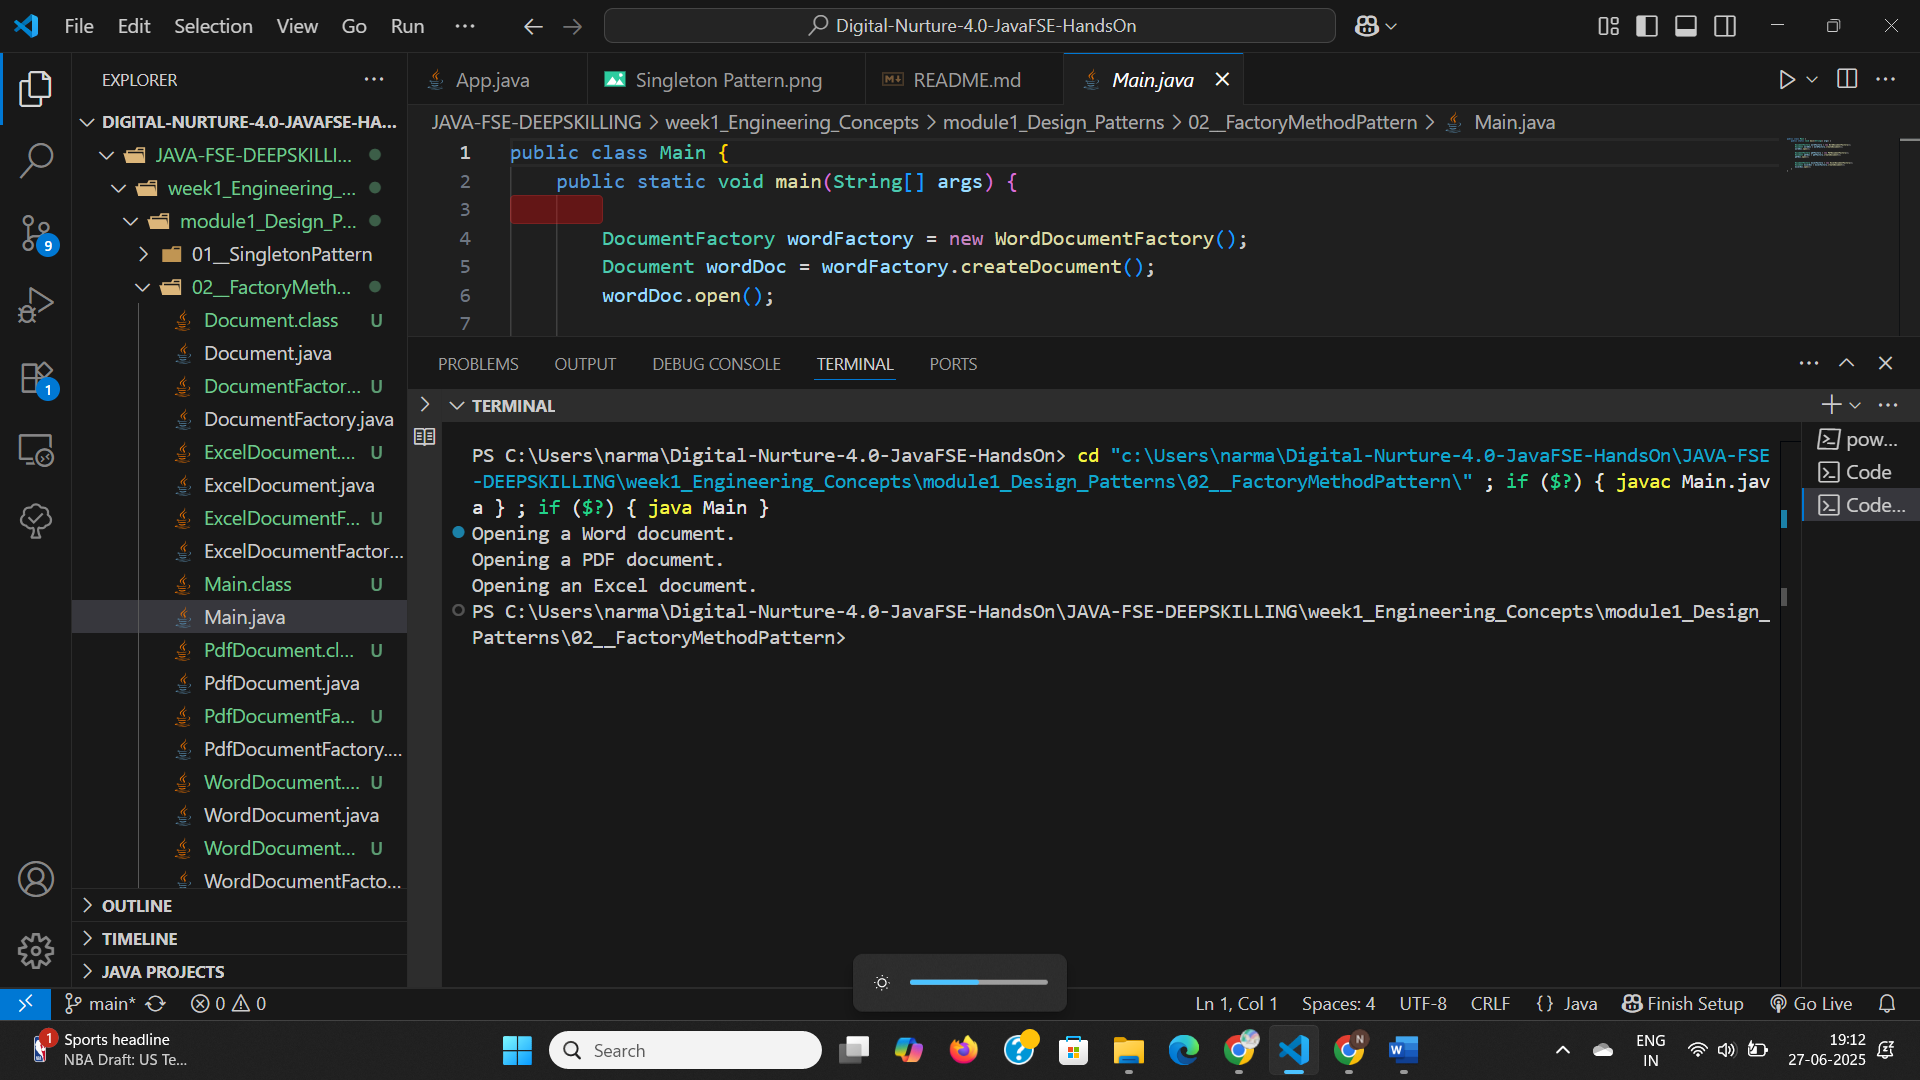 File Edit Selection View Go Run ···
Digital-Nurture-4.0-JavaFSE-HandsOn
EXPLORER
DIGITAL-NURTURE-4.0-JAVAFSE-HA...
JAVA-FSE-DEEPSKILLI...
week1_Engineering_...
module1_Design_P...
01__SingletonPattern
02__FactoryMeth...
Document.class U
Document.java
DocumentFactor... U
DocumentFactory.java
ExcelDocument.... U
ExcelDocument.java
ExcelDocumentF... U
ExcelDocumentFactor...
Main.class U
Main.java
PdfDocument.cl... U
PdfDocument.java
PdfDocumentFa... U
PdfDocumentFactory....
WordDocument.... U
WordDocument.java
WordDocument... U
WordDocumentFacto...
OUTLINE
TIMELINE
JAVA PROJECTS
9
1
App.java Singleton Pattern.png README.md Main.java
JAVA-FSE-DEEPSKILLING > week1_Engineering_Concepts > module1_Design_Patterns > 02__FactoryMethodPattern > Main.java
1 public class Main {
2 public static void main(String[] args) {
3
4 DocumentFactory wordFactory = new WordDocumentFactory();
5 Document wordDoc = wordFactory.createDocument();
6 wordDoc.open();
7
PROBLEMS OUTPUT DEBUG CONSOLE TERMINAL PORTS
TERMINAL
PS C:\Users\narma\Digital-Nurture-4.0-JavaFSE-HandsOn> cd "c:\Users\narma\Digital-Nurture-4.0-JavaFSE-HandsOn\JAVA-FSE
-DEEPSKILLING\week1_Engineering_Concepts\module1_Design_Patterns\02__FactoryMethodPattern\" ; if ($?) { javac Main.jav
a } ; if ($?) { java Main }
Opening a Word document.
Opening a PDF document.
Opening an Excel document.
PS C:\Users\narma\Digital-Nurture-4.0-JavaFSE-HandsOn\JAVA-FSE-DEEPSKILLING\week1_Engineering_Concepts\module1_Design_
Patterns\02__FactoryMethodPattern>
pow...
Code
Code...
main* 0 0
Ln 1, Col 1 Spaces: 4 UTF-8 CRLF {} Java Finish Setup Go Live
1
Sports headline
NBA Draft: US Te...
Search
N
W
ENG
IN
19:12
27-06-2025